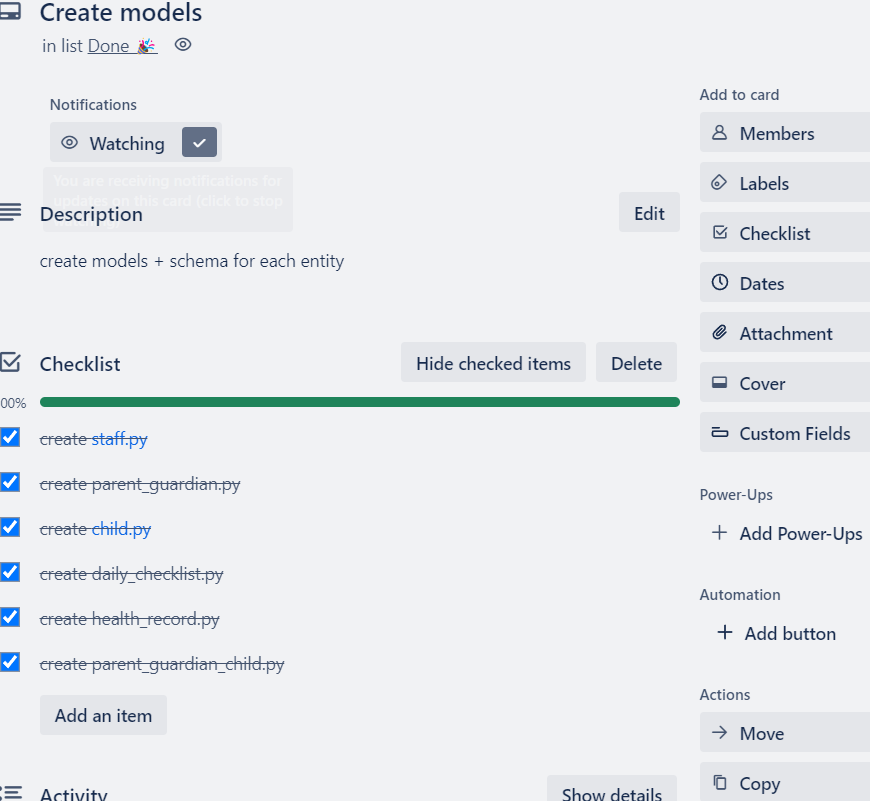 Create models
in list Done 🎉
Notifications
Watching
You are receiving notifications for
updates on this card (click to stop
Description
Edit
create models + schema for each entity
Checklist
Hide checked items
Delete
00%
create staff.py
create parent_guardian.py
create child.py
create daily_checklist.py
create health_record.py
create parent_guardian_child.py
Add an item
Activity
Show details
Add to card
Members
Labels
Checklist
Dates
Attachment
Cover
Custom Fields
Power-Ups
Add Power-Ups
Automation
Add button
Actions
Move
Copy